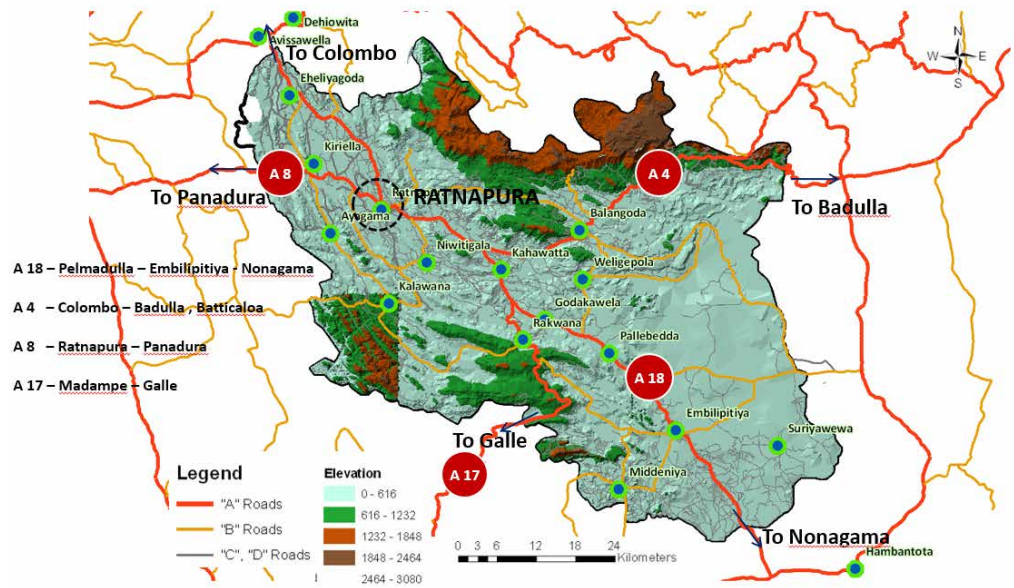 Dehiowita
Avissawella
To Colombo
N
W E
S
Eheliyagoda
Kiriella
A 8
A 4
To Panadura
RATNAPURA
To Badulla
Ayagama
Balangoda
Niwitigala
Kahawatta
A 18 – Pelmadulla – Embilipitiya - Nonagama
Weligepola
Kalawana
Godakawela
A 4 – Colombo – Badulla , Batticaloa
Rakwana
A 8 – Ratnapura – Panadura
Pallebedda
A 17 – Madampe – Galle
A 18
Embilipitiya
Suriyawewa
To Galle
A 17
Middeniya
Legend
"A" Roads
"B" Roads
"C", "D" Roads
Elevation
0 - 616
616 - 1232
1232 - 1848
1848 - 2464
2464 - 3080
0 3 6 12 18 24
Kilometers
To Nonagama
Hambantota